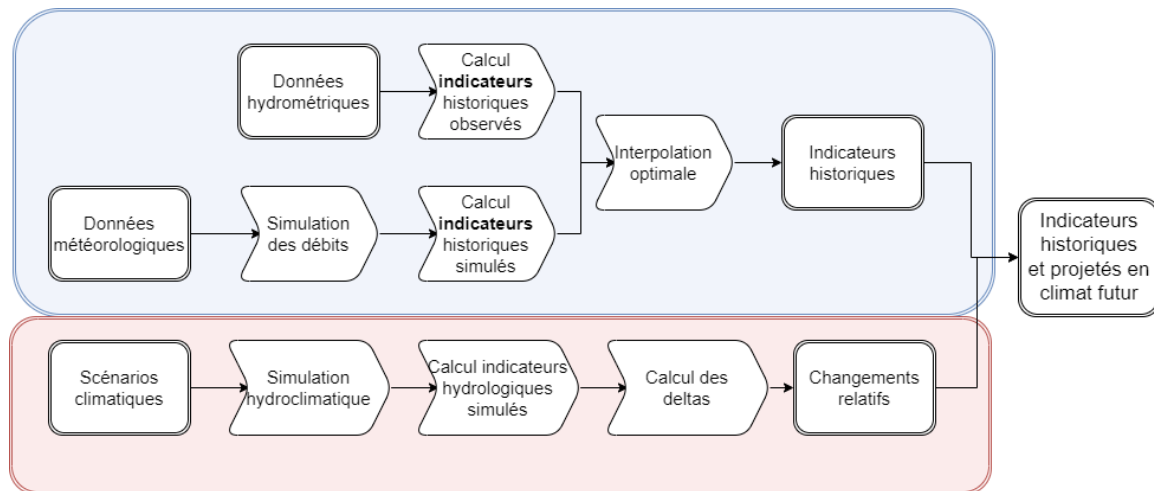 Données
hydrométriques
Calcul
indicateurs
historiques
observés
Interpolation
optimale
Indicateurs
historiques
Données
météorologiques
Simulation
des débits
Calcul
indicateurs
historiques
simulés
Indicateurs
historiques
et projetés en
climat futur
Scénarios
climatiques
Simulation
hydroclimatique
Calcul indicateurs
hydrologiques
simulés
Calcul des
deltas
Changements
relatifs